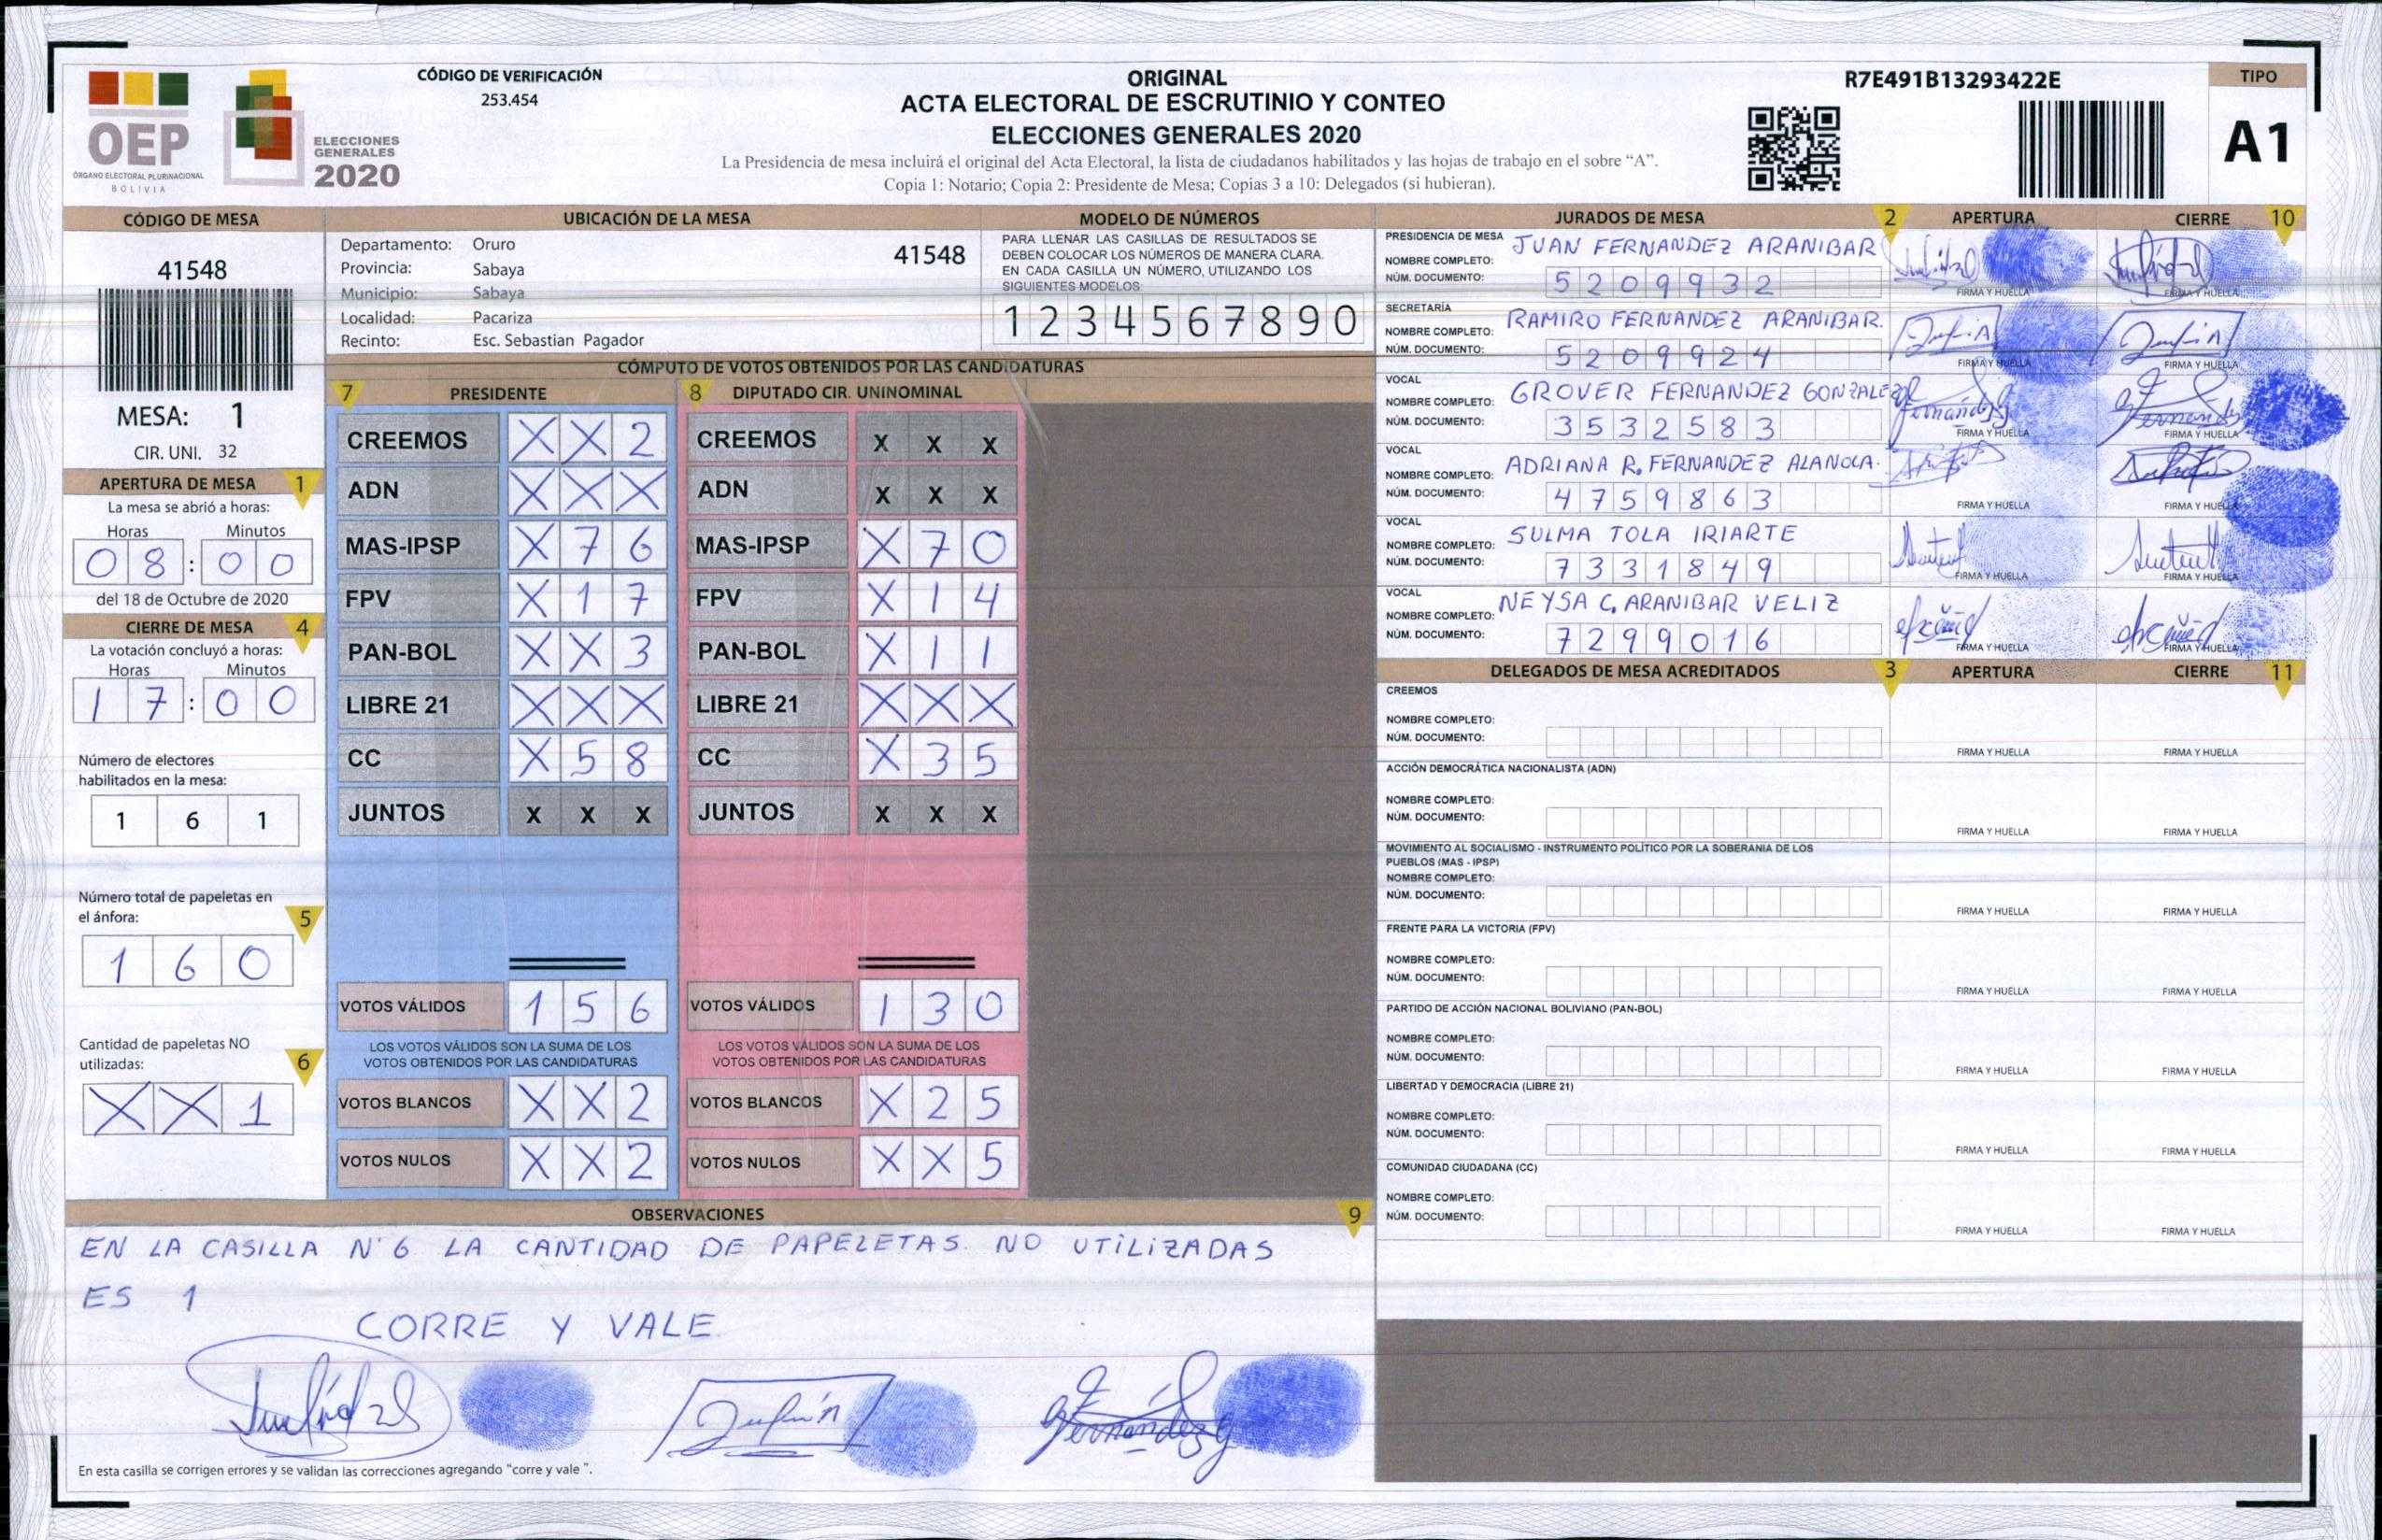 CÓDIGO DE VERIFICACIÓN
253.454
OEP
ÓRGANO ELECTORAL PLURINACIONAL
BOLIVIA
ELECCIONES
GENERALES
2020
ORIGINAL
ACTA ELECTORAL DE ESCRUTINIO Y CONTEO
ELECCIONES GENERALES 2020
La Presidencia de mesa incluirá el original del Acta Electoral, la lista de ciudadanos habilitados y las hojas de trabajo en el sobre “A”.
Copia 1: Notario; Copia 2: Presidente de Mesa; Copias 3 a 10: Delegados (si hubieran).
R7E491B13293422E
TIPO
A1
CÓDIGO DE MESA
41548
MESA: 1
CIR. UNI. 32
UBICACIÓN DE LA MESA
Departamento: Oruro
41548
Provincia: Sabaya
Municipio: Sabaya
Localidad: Pacariza
Recinto: Esc. Sebastian Pagador
MODELO DE NÚMEROS
PARA LLENAR LAS CASILLAS DE RESULTADOS SE
DEBEN COLOCAR LOS NÚMEROS DE MANERA CLARA.
EN CADA CASILLA UN NÚMERO, UTILIZANDO LOS
SIGUIENTES MODELOS:
1 2 3 4 5 6 7 8 9 0
APERTURA DE MESA 1
La mesa se abrió a horas:
Horas Minutos
0 8 : 0 0
del 18 de Octubre de 2020
CIERRE DE MESA 4
La votación concluyó a horas:
Horas Minutos
1 7 : 0 0
Número de electores
habilitados en la mesa:
1 6 1
Número total de papeletas en
el ánfora:
5
1 6 0
Cantidad de papeletas NO
utilizadas:
6
X X 1
CÓMPUTO DE VOTOS OBTENIDOS POR LAS CANDIDATURAS
7 PRESIDENTE
CREEMOS X X 2
ADN X X X
MAS-IPSP X 7 6
FPV X 1 7
PAN-BOL X X 3
LIBRE 21 X X X
CC X 5 8
JUNTOS X X X
VOTOS VÁLIDOS 1 5 6
LOS VOTOS VÁLIDOS SON LA SUMA DE LOS
VOTOS OBTENIDOS POR LAS CANDIDATURAS
VOTOS BLANCOS X X 2
VOTOS NULOS X X 2
8 DIPUTADO CIR. UNINOMINAL
CREEMOS X X X
ADN X X X
MAS-IPSP X 7 0
FPV X 1 4
PAN-BOL X 1 1
LIBRE 21 X X X
CC X 3 5
JUNTOS X X X
VOTOS VÁLIDOS 1 3 0
LOS VOTOS VÁLIDOS SON LA SUMA DE LOS
VOTOS OBTENIDOS POR LAS CANDIDATURAS
VOTOS BLANCOS X 2 5
VOTOS NULOS X X 5
OBSERVACIONES 9
EN LA CASILLA N° 6 LA CANTIDAD DE PAPELETAS NO UTILIZADAS
ES 1
CORRE Y VALE
En esta casilla se corrigen errores y se validan las correcciones agregando “corre y vale ”.
JURADOS DE MESA 2 APERTURA CIERRE 10
PRESIDENCIA DE MESA
NOMBRE COMPLETO: JUAN FERNANDEZ ARANIBAR
NÚM. DOCUMENTO: 5 2 0 9 9 3 2
FIRMA Y HUELLA FIRMA Y HUELLA
SECRETARÍA
NOMBRE COMPLETO: RAMIRO FERNANDEZ ARANIBAR.
NÚM. DOCUMENTO: 5 2 0 9 9 2 4
FIRMA Y HUELLA FIRMA Y HUELLA
VOCAL
NOMBRE COMPLETO: GROVER FERNANDEZ GONZALEZ
NÚM. DOCUMENTO: 3 5 3 2 5 8 3
FIRMA Y HUELLA FIRMA Y HUELLA
VOCAL
NOMBRE COMPLETO: ADRIANA R. FERNANDEZ ALANOCA.
NÚM. DOCUMENTO: 4 7 5 9 8 6 3
FIRMA Y HUELLA FIRMA Y HUELLA
VOCAL
NOMBRE COMPLETO: SULMA TOLA IRIARTE
NÚM. DOCUMENTO: 7 3 3 1 8 4 9
FIRMA Y HUELLA FIRMA Y HUELLA
VOCAL
NOMBRE COMPLETO: NEYSA C. ARANIBAR VELIZ
NÚM. DOCUMENTO: 7 2 9 9 0 1 6
FIRMA Y HUELLA FIRMA Y HUELLA
DELEGADOS DE MESA ACREDITADOS 3 APERTURA CIERRE 11
CREEMOS
NOMBRE COMPLETO:
NÚM. DOCUMENTO:
FIRMA Y HUELLA FIRMA Y HUELLA
ACCIÓN DEMOCRÁTICA NACIONALISTA (ADN)
NOMBRE COMPLETO:
NÚM. DOCUMENTO:
FIRMA Y HUELLA FIRMA Y HUELLA
MOVIMIENTO AL SOCIALISMO - INSTRUMENTO POLÍTICO POR LA SOBERANIA DE LOS
PUEBLOS (MAS - IPSP)
NOMBRE COMPLETO:
NÚM. DOCUMENTO:
FIRMA Y HUELLA FIRMA Y HUELLA
FRENTE PARA LA VICTORIA (FPV)
NOMBRE COMPLETO:
NÚM. DOCUMENTO:
FIRMA Y HUELLA FIRMA Y HUELLA
PARTIDO DE ACCIÓN NACIONAL BOLIVIANO (PAN-BOL)
NOMBRE COMPLETO:
NÚM. DOCUMENTO:
FIRMA Y HUELLA FIRMA Y HUELLA
LIBERTAD Y DEMOCRACIA (LIBRE 21)
NOMBRE COMPLETO:
NÚM. DOCUMENTO:
FIRMA Y HUELLA FIRMA Y HUELLA
COMUNIDAD CIUDADANA (CC)
NOMBRE COMPLETO:
NÚM. DOCUMENTO:
FIRMA Y HUELLA FIRMA Y HUELLA